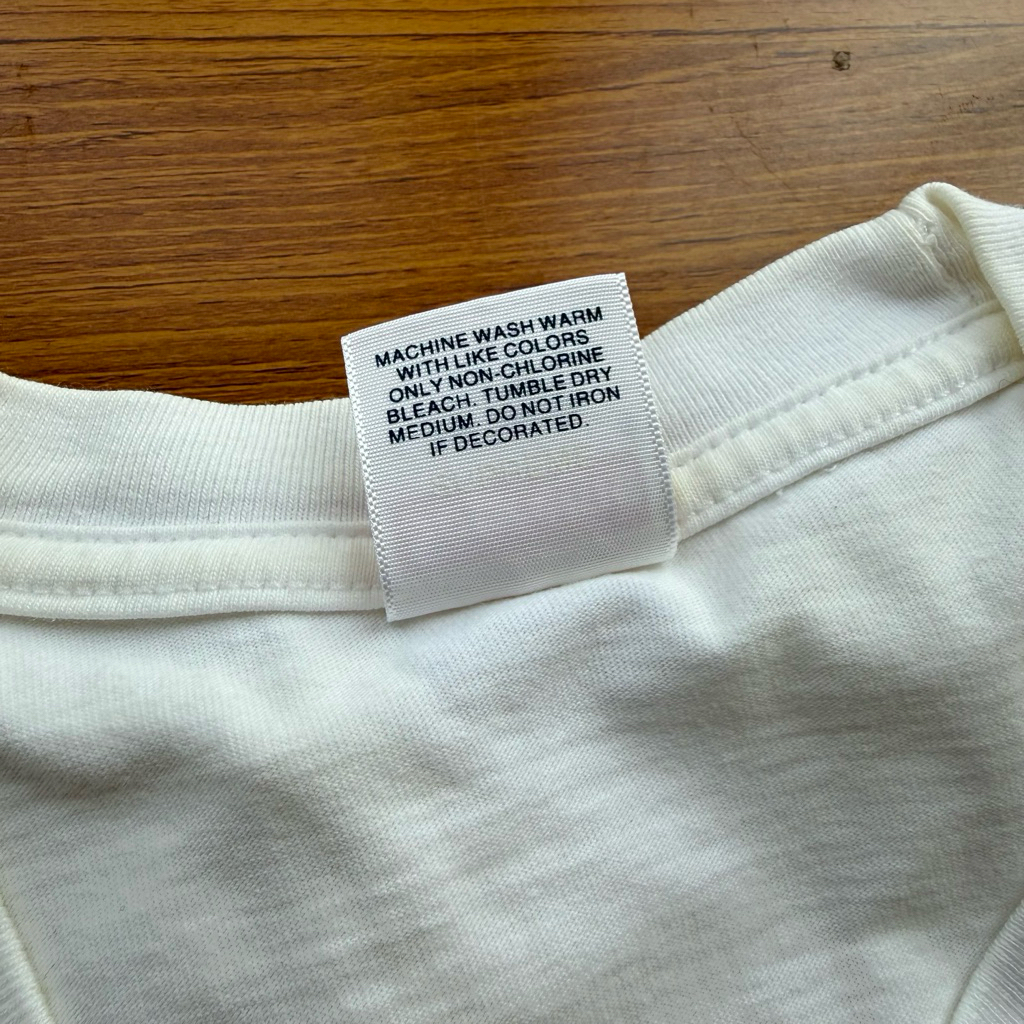 MACHINE WASH WARM
WITH LIKE COLORS
ONLY NON-CHLORINE
BLEACH. TUMBLE DRY
MEDIUM. DO NOT IRON
IF DECORATED.